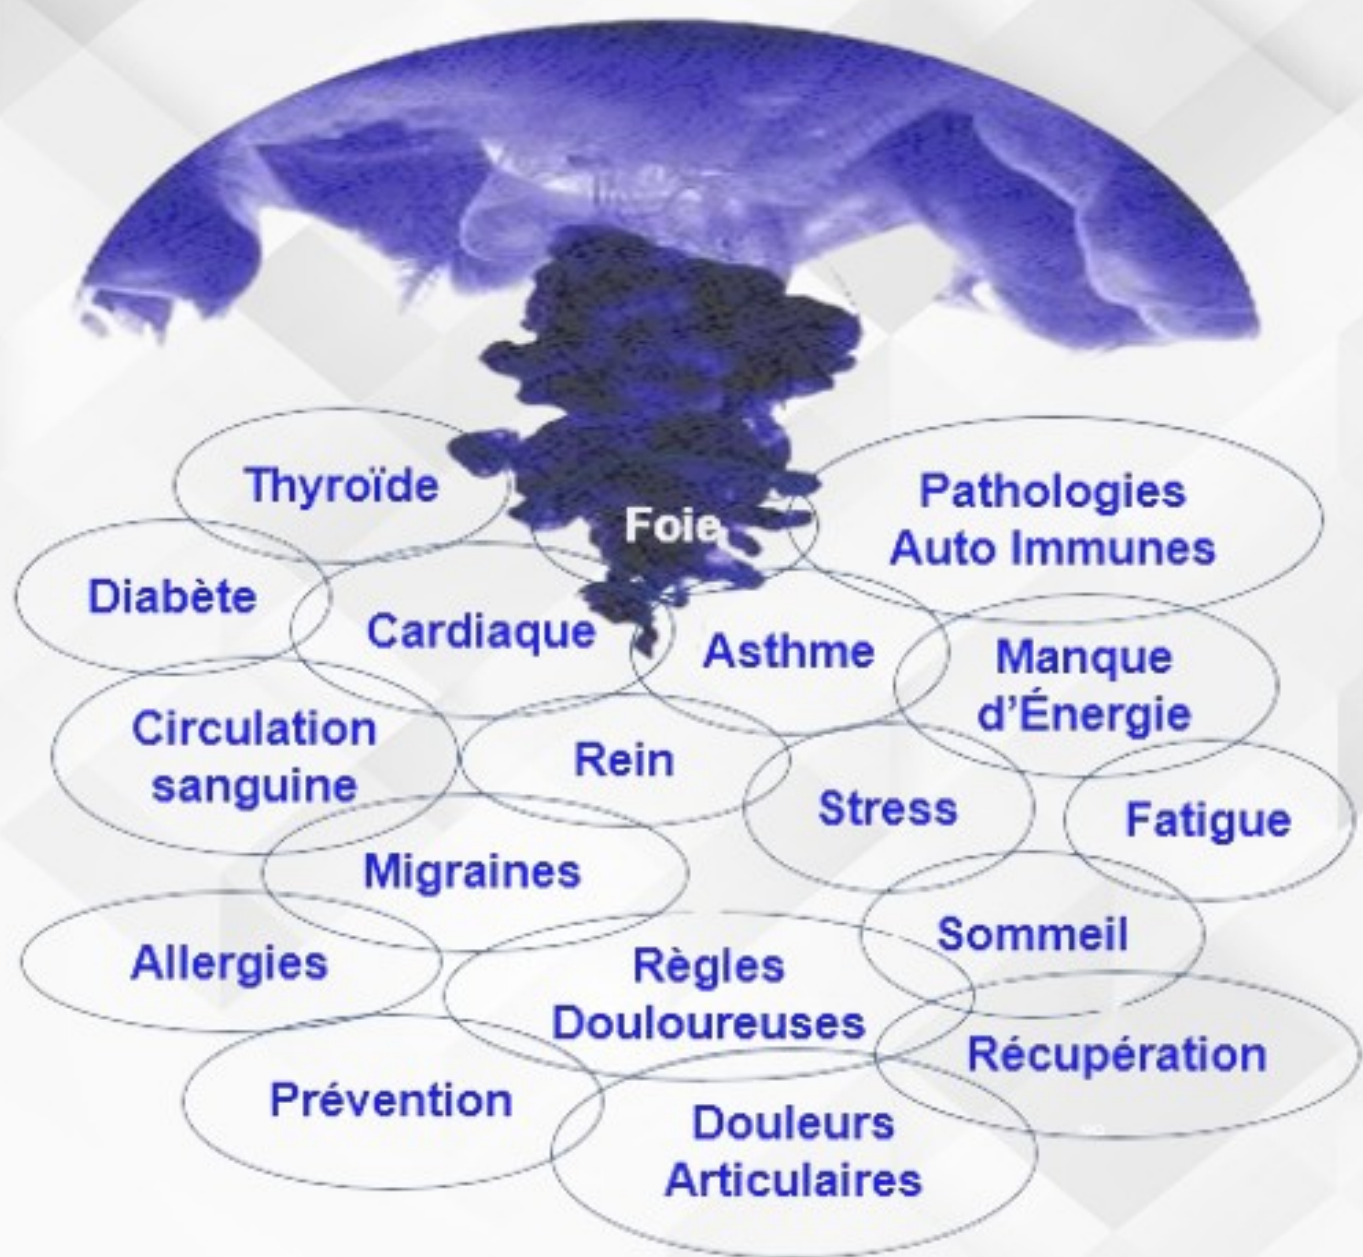 Thyroïde
Foie
Pathologies
Auto Immunes
Diabète
Cardiaque
Asthme
Manque
d'Énergie
Circulation
sanguine
Rein
Stress
Fatigue
Migraines
Sommeil
Allergies
Règles
Douloureuses
Récupération
Prévention
Douleurs
Articulaires